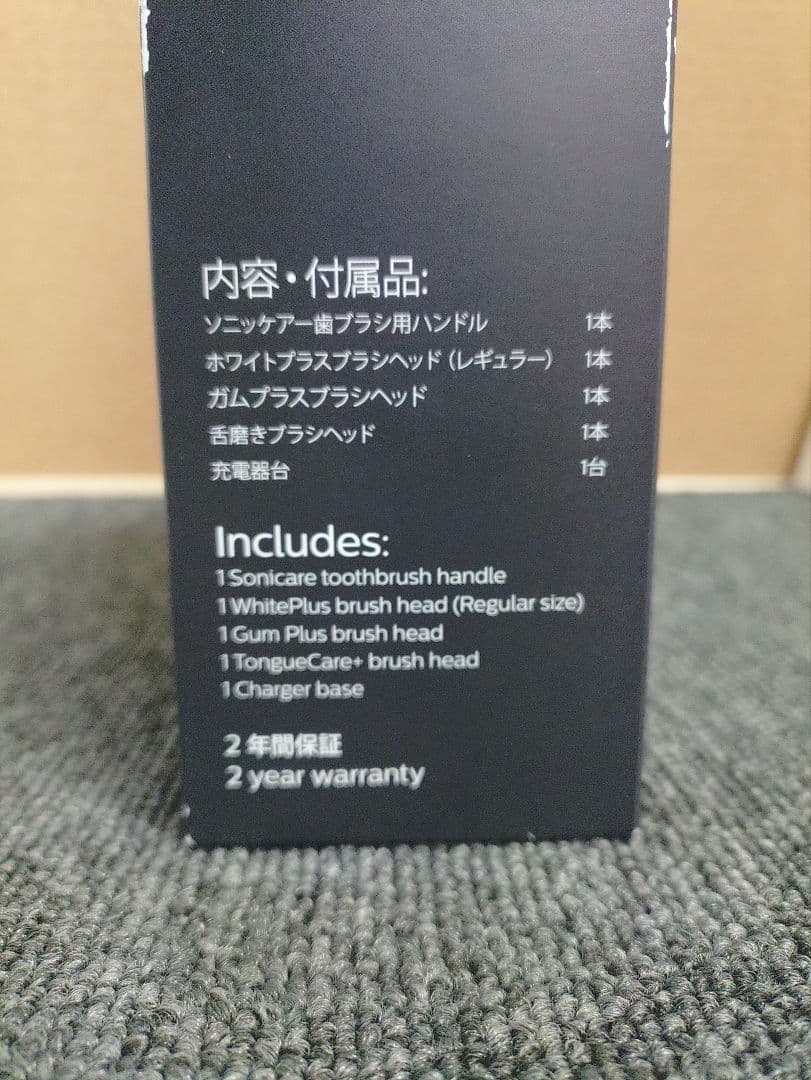 内容・付属品:
ソニッケアー歯ブラシ用ハンドル 1本
ホワイトプラスブラシヘッド（レギュラー） 1本
ガムプラスブラシヘッド 1本
舌磨きブラシヘッド 1本
充電器台 1台
Includes:
1 Sonicare toothbrush handle
1 WhitePlus brush head (Regular size)
1 Gum Plus brush head
1 TongueCare+ brush head
1 Charger base
2 年間保証
2 year warranty